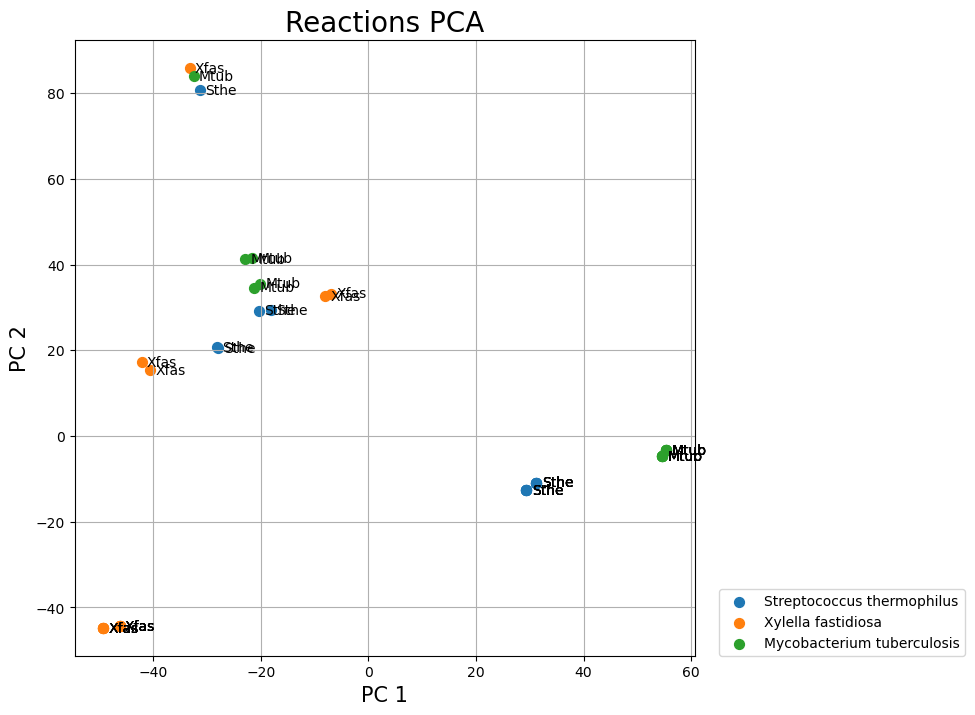 Reactions PCA
PC 2
80
60
40
20
0
−20
−40
Xfas
Mtub
Sthe
Mtub
Mtub
Mtub
Mtub
Xfas
Xfas
Sthe
Sthe
Sthe
Sthe
Xfas
Xfas
Mtub
Mtub
Sthe
Sthe
Xfas
Xfas
−40
−20
0
20
40
60
PC 1
Streptococcus thermophilus
Xylella fastidiosa
Mycobacterium tuberculosis